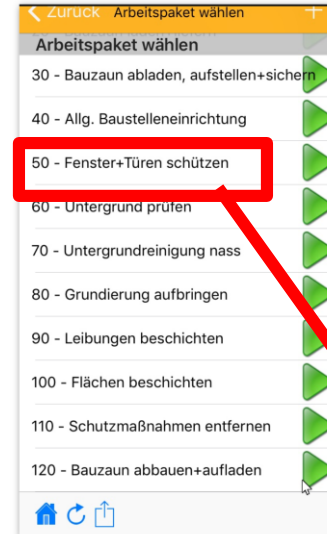 Zurück Arbeitspaket wählen
Arbeitspaket wählen
30 - Bauzaun abladen, aufstellen+sichern
40 - Allg. Baustelleneinrichtung
50 - Fenster+Türen schützen
60 - Untergrund prüfen
70 - Untergrundreinigung nass
80 - Grundierung aufbringen
90 - Leibungen beschichten
100 - Flächen beschichten
110 - Schutzmaßnahmen entfernen
120 - Bauzaun abbauen+aufladen